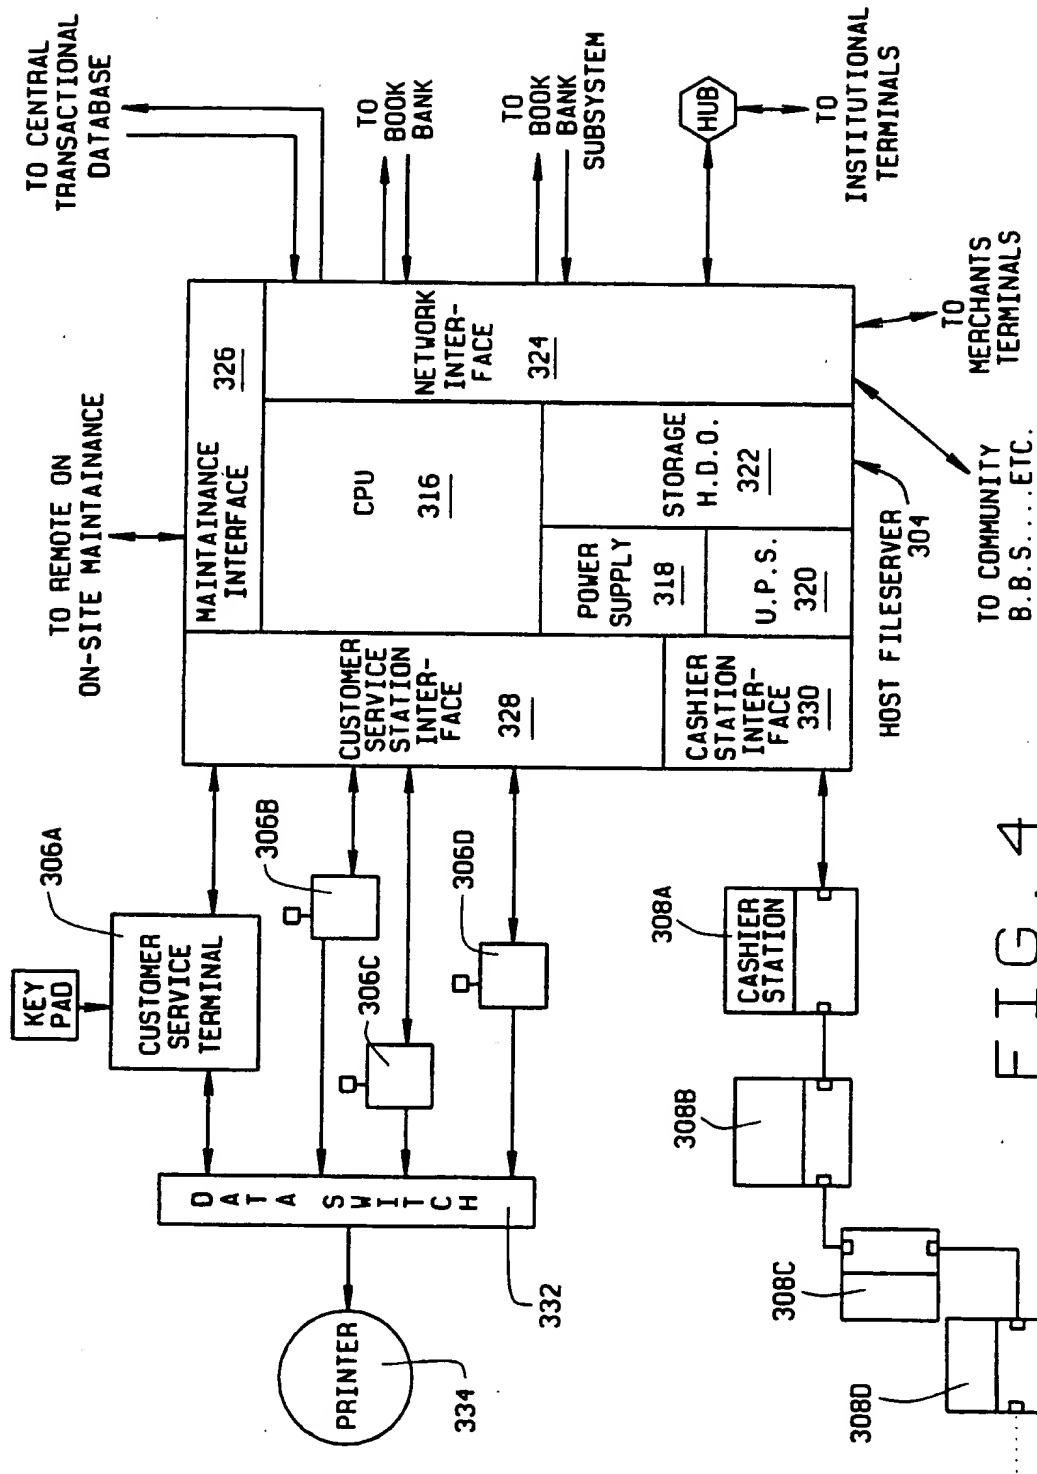 TO CENTRAL
TRANSACTIONAL
DATABASE
TO
BOOK
BANK
TO
BOOK
BANK
SUBSYSTEM
HUB
TO
INSTITUTIONAL
TERMINALS
TO REMOTE ON
ON-SITE MAINTAINANCE
MAINTAINANCE
INTERFACE
326
NETWORK
INTER-
FACE
324
CPU
316
STORAGE
H.D.O.
322
POWER
SUPPLY
318
U.P.S.
320
CUSTOMER
SERVICE
STATION
INTER-
FACE
328
CASHIER
STATION
INTER-
FACE
330
TO
MERCHANTS
TERMINALS
TO COMMUNITY
B.B.S....ETC.
HOST FILESERVER
304
KEY
PAD
CUSTOMER
SERVICE
TERMINAL
306A
306B
306C
306D
DATA SWITCH
332
PRINTER
334
CASHIER
STATION
308A
308B
308C
308D
FIG. 4